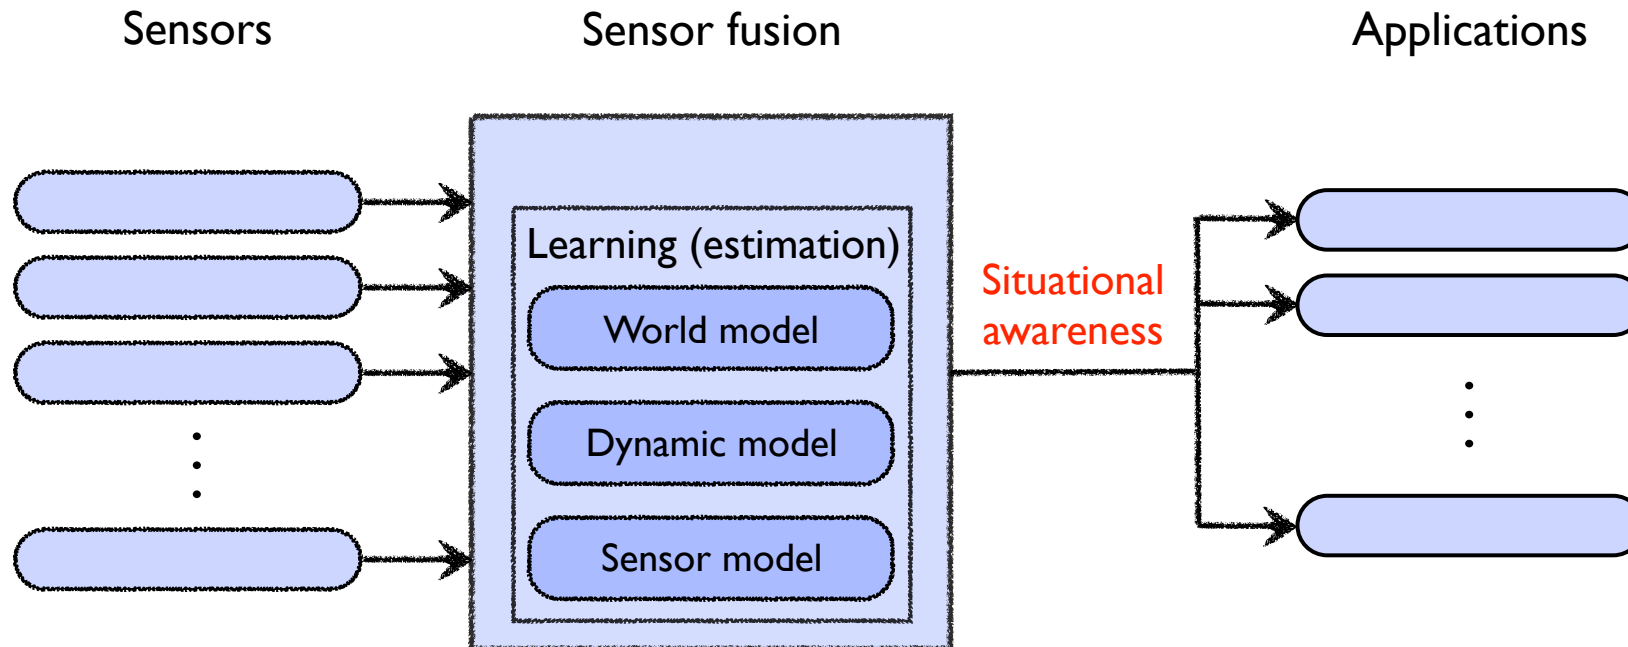 Sensors
Sensor fusion
Applications
Learning (estimation)
World model
Dynamic model
Sensor model
Situational
awareness